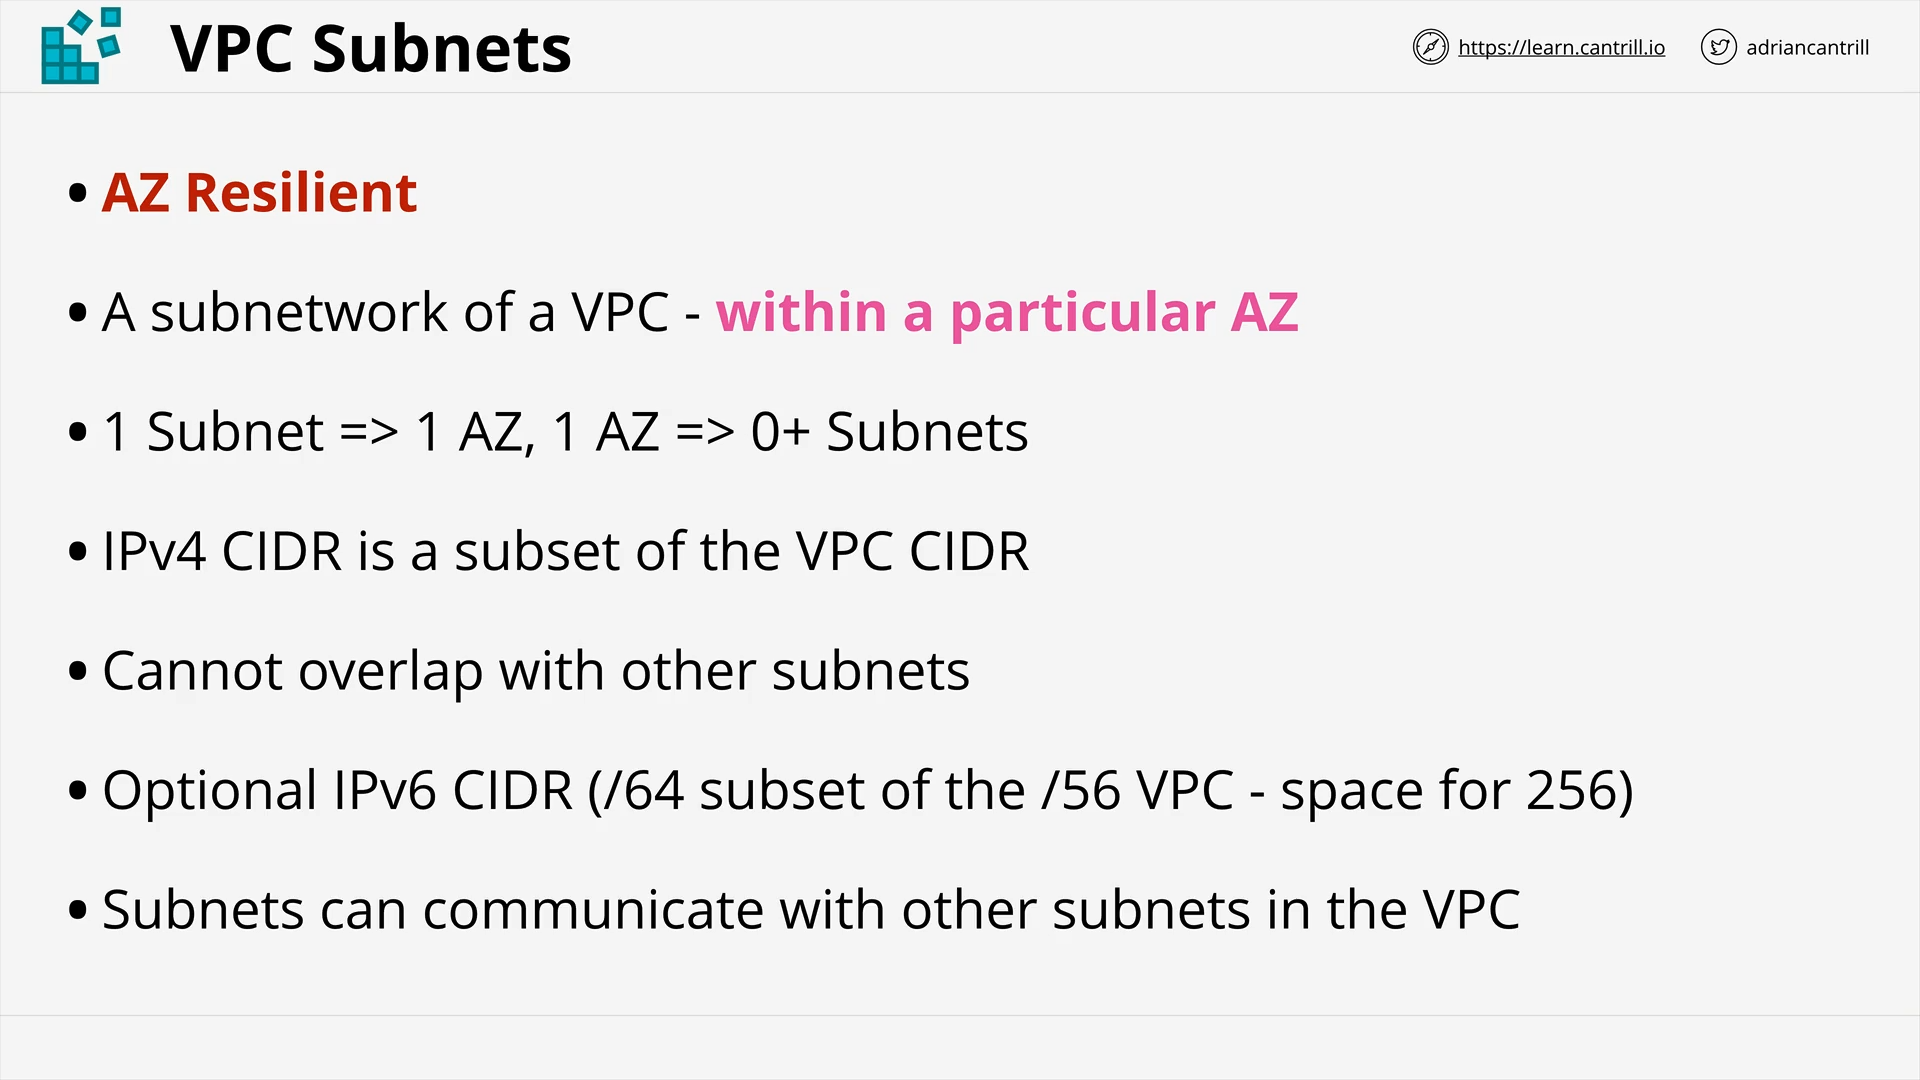 VPC Subnets
https://learn.cantrill.io
adriancantrill
• AZ Resilient
• A subnetwork of a VPC - within a particular AZ
• 1 Subnet => 1 AZ, 1 AZ => 0+ Subnets
• IPv4 CIDR is a subset of the VPC CIDR
• Cannot overlap with other subnets
• Optional IPv6 CIDR (/64 subset of the /56 VPC - space for 256)
• Subnets can communicate with other subnets in the VPC